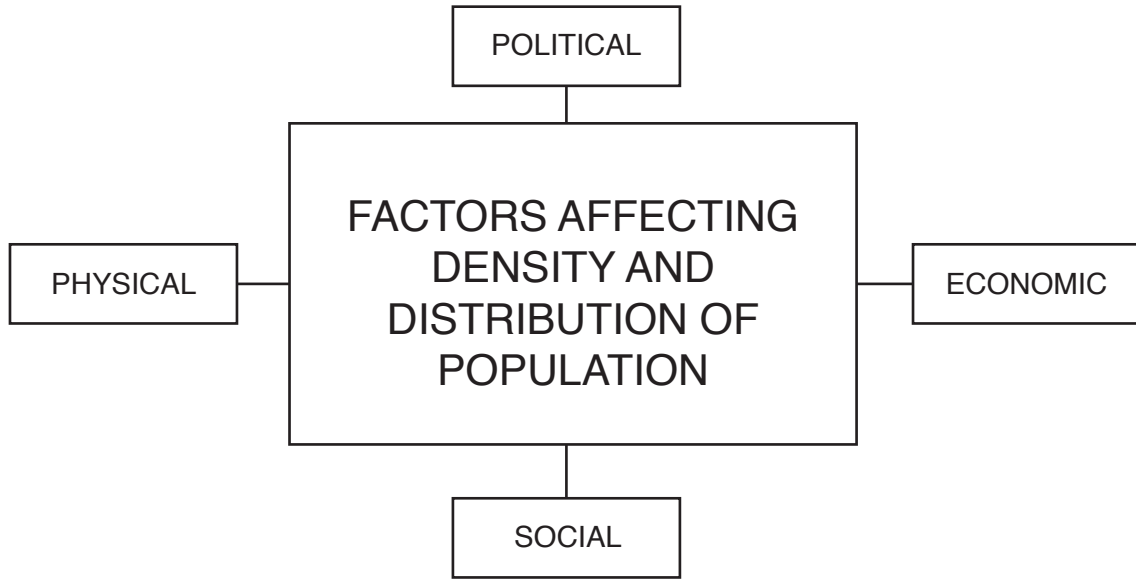 POLITICAL
FACTORS AFFECTING
DENSITY AND
DISTRIBUTION OF
POPULATION
PHYSICAL
ECONOMIC
SOCIAL